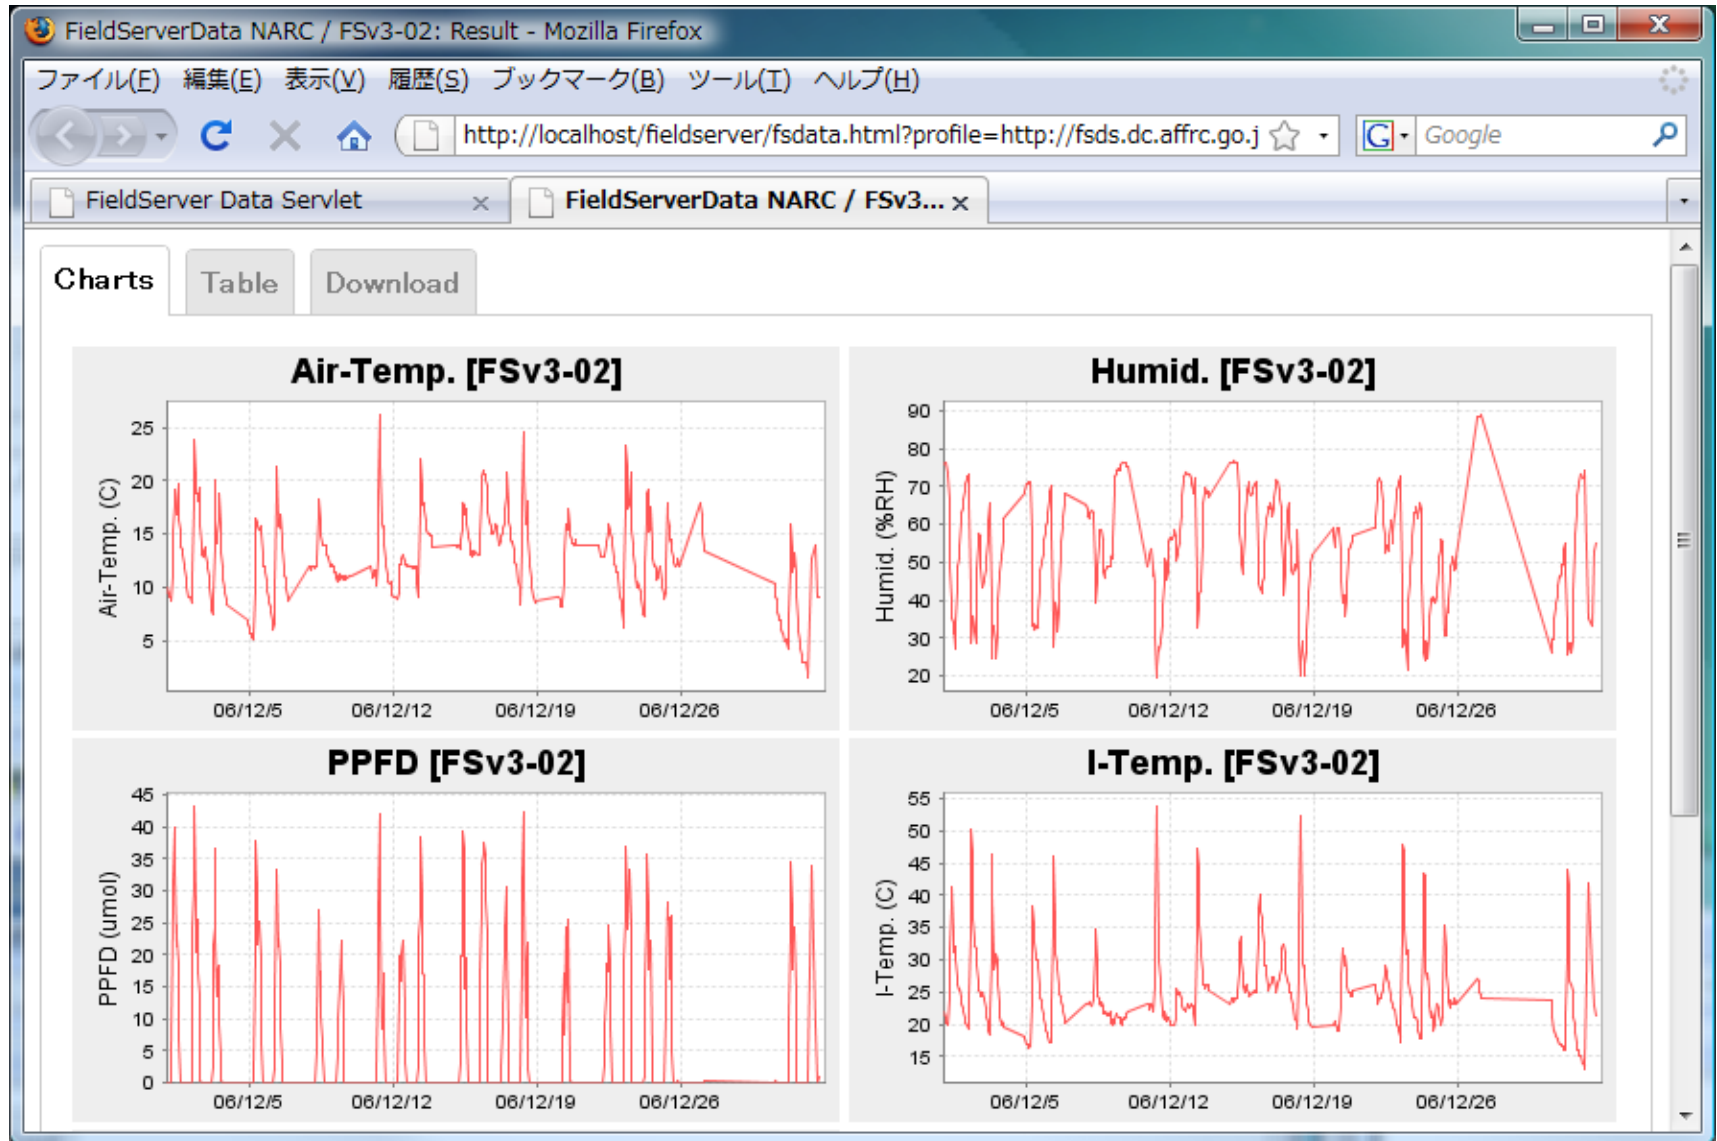 FieldServerData NARC / FSv3-02: Result - Mozilla Firefox
ファイル(F) 編集(E) 表示(V) 履歴(S) ブックマーク(B) ツール(T) ヘルプ(H)
http://localhost/fieldserver/fsdata.html?profile=http://fsds.dc.affrc.go.j
G Google
FieldServer Data Servlet
FieldServerData NARC / FSv3...
Charts Table Download
Air-Temp. [FSv3-02]
Air-Temp. (C)
25
20
15
10
5
06/12/5 06/12/12 06/12/19 06/12/26
Humid. [FSv3-02]
Humid. (%RH)
90
80
70
60
50
40
30
20
06/12/5 06/12/12 06/12/19 06/12/26
PPFD [FSv3-02]
PPFD (umol)
45
40
35
30
25
20
15
10
5
0
06/12/5 06/12/12 06/12/19 06/12/26
I-Temp. [FSv3-02]
I-Temp. (C)
55
50
45
40
35
30
25
20
15
06/12/5 06/12/12 06/12/19 06/12/26